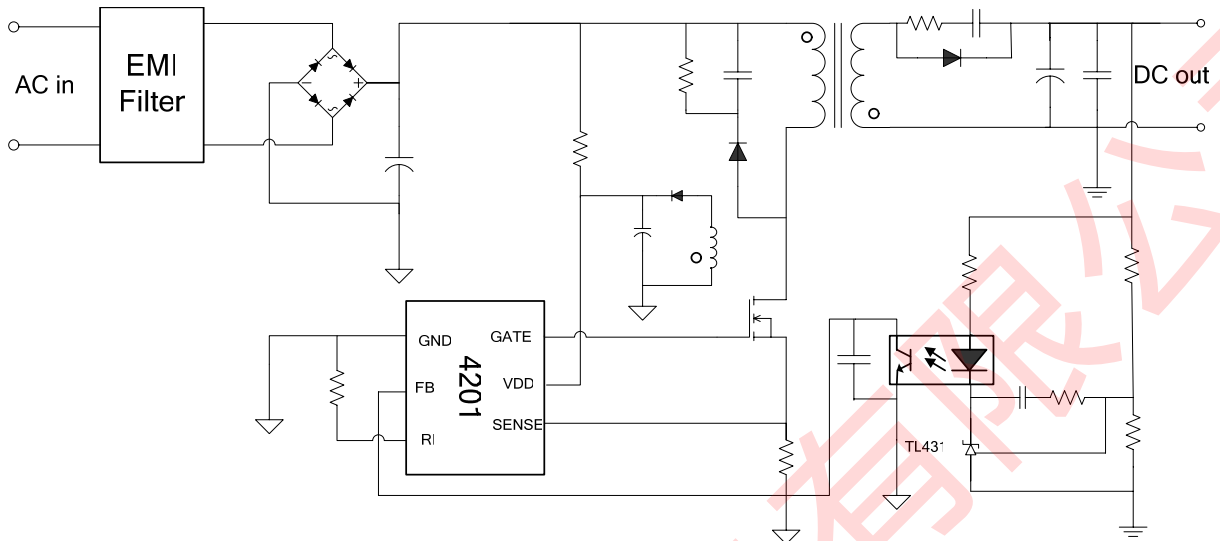 AC in
EMI
Filter
DC out
GND
GATE
FB
4201
VDD
SENSE
RI
TL431
有限公